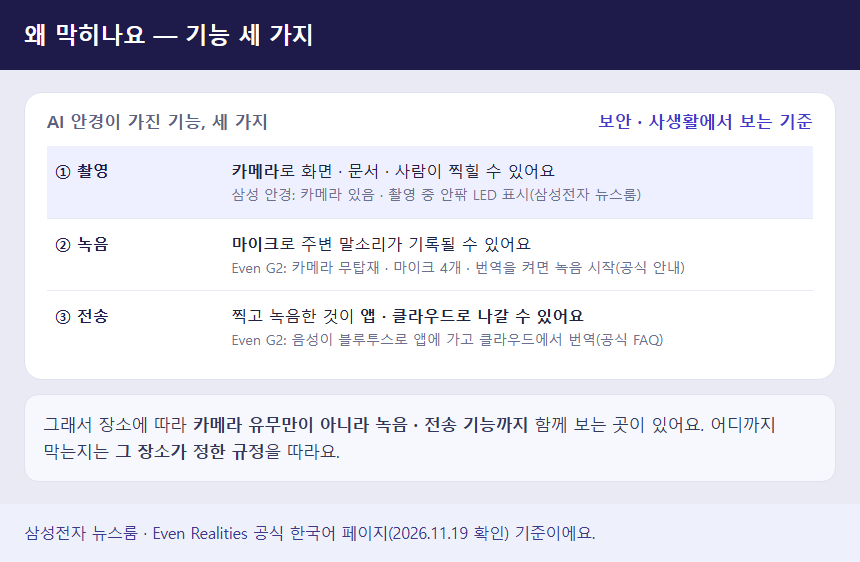 왜 막히나요 — 기능 세 가지
AI 안경이 가진 기능, 세 가지
보안 · 사생활에서 보는 기준
① 촬영
카메라로 화면 · 문서 · 사람이 찍힐 수 있어요
삼성 안경: 카메라 있음 · 촬영 중 안팎 LED 표시(삼성전자 뉴스룸)
② 녹음
마이크로 주변 말소리가 기록될 수 있어요
Even G2: 카메라 무탑재 · 마이크 4개 · 번역을 켜면 녹음 시작(공식 안내)
③ 전송
찍고 녹음한 것이 앱 · 클라우드로 나갈 수 있어요
Even G2: 음성이 블루투스로 앱에 가고 클라우드에서 번역(공식 FAQ)
그래서 장소에 따라 카메라 유무만이 아니라 녹음 · 전송 기능까지 함께 보는 곳이 있어요. 어디까지
막는지는 그 장소가 정한 규정을 따라요.
삼성전자 뉴스룸 · Even Realities 공식 한국어 페이지(2026.11.19 확인) 기준이에요.